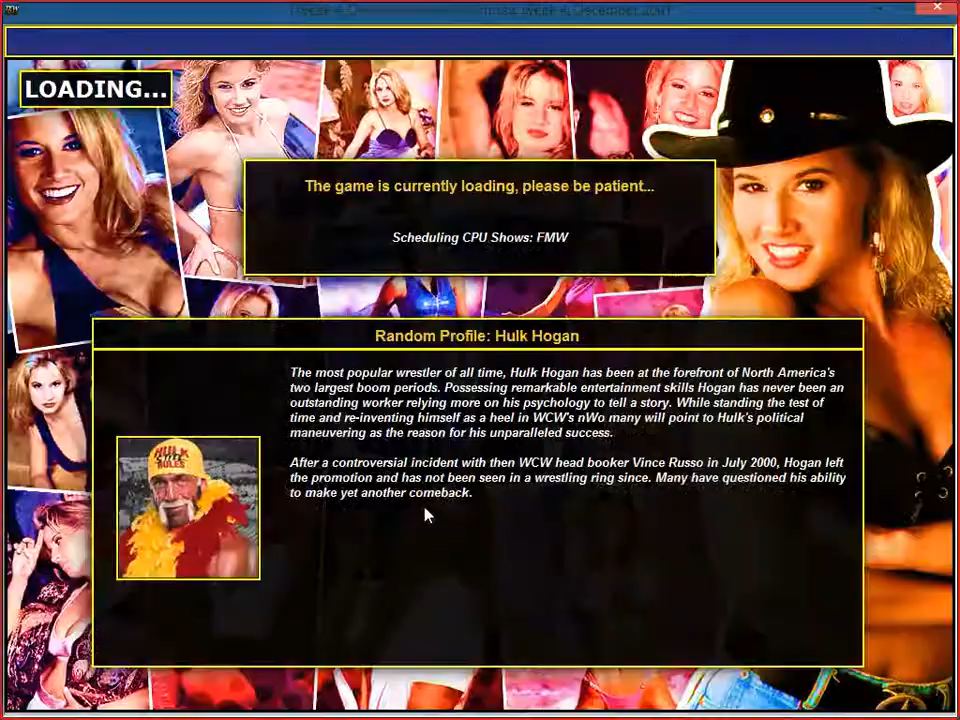 TEW
LOADING...
The game is currently loading, please be patient...
Scheduling CPU Shows: FMW
Random Profile: Hulk Hogan
The most popular wrestler of all time, Hulk Hogan has been at the forefront of North America's
two largest boom periods. Possessing remarkable entertainment skills Hogan has never been an
outstanding worker relying more on his psychology to tell a story. While standing the test of
time and re-inventing himself as a heel in WCW's nWo many will point to Hulk's political
maneuvering as the reason for his unparalleled success.
After a controversial incident with then WCW head booker Vince Russo in July 2000, Hogan left
the promotion and has not been seen in a wrestling ring since. Many have questioned his ability
to make yet another comeback.
HULK
RULES